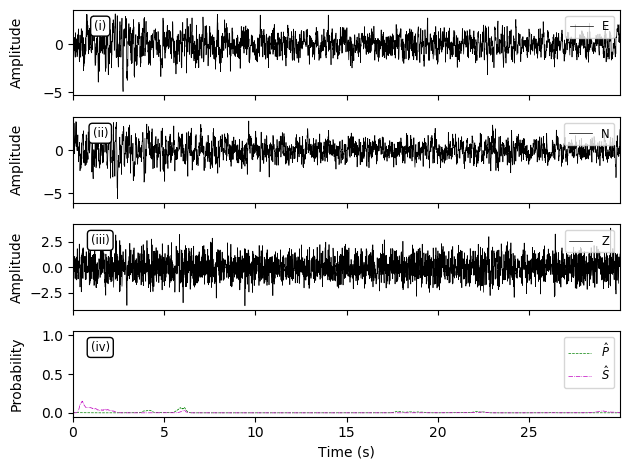 Amplitude
0
−5
(i)
E
Amplitude
0
−5
(ii)
N
Amplitude
2.5
0.0
−2.5
(iii)
Z
Probability
1.0
0.5
0.0
(iv)
P̂
Ŝ
0 5 10 15 20 25
Time (s)